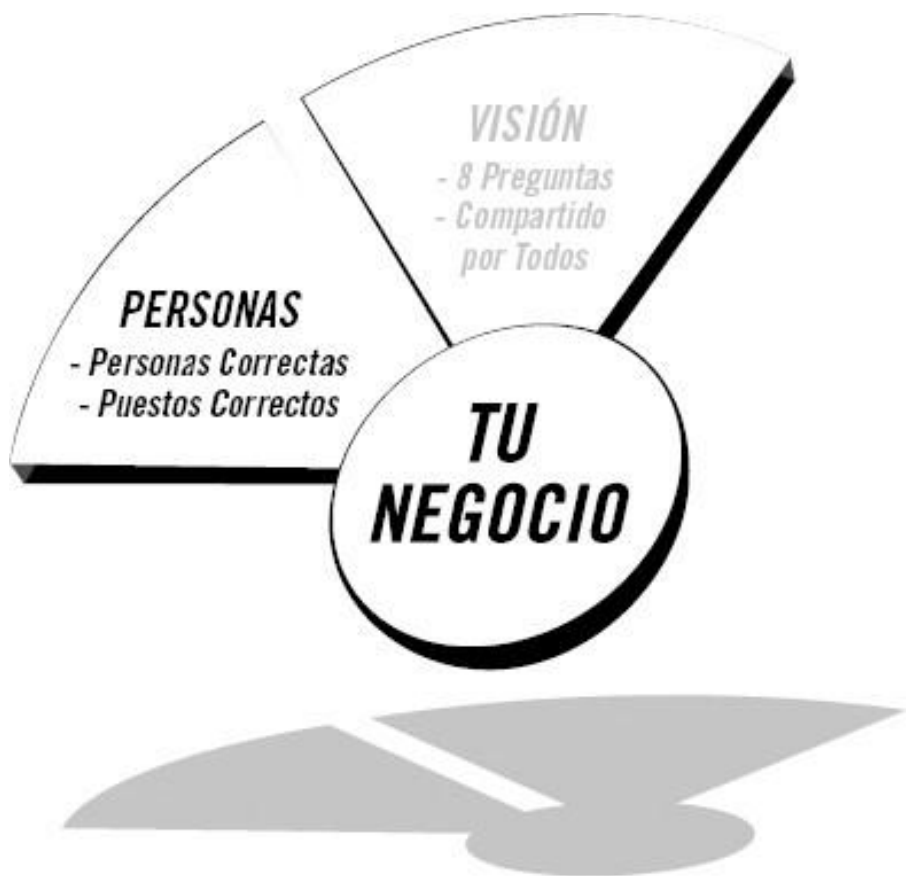 VISIÓN
- 8 Preguntas
- Compartido
por Todos
PERSONAS
- Personas Correctas
- Puestos Correctos
TU
NEGOCIO